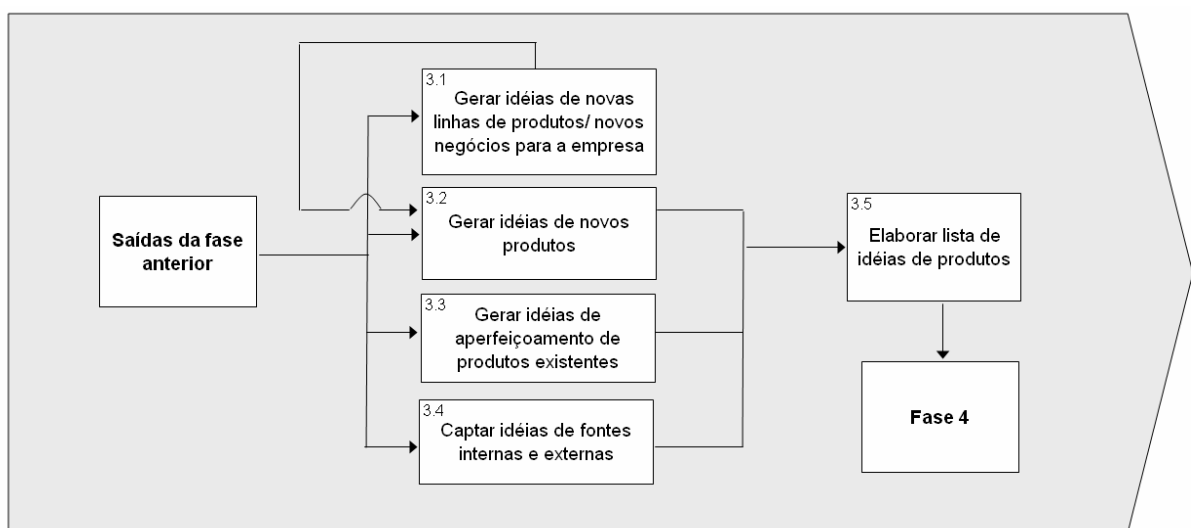 3.1
Gerar idéias de novas
linhas de produtos/ novos
negócios para a empresa
Saídas da fase
anterior
3.2
Gerar idéias de novos
produtos
3.3
Gerar idéias de
aperfeiçoamento de
produtos existentes
3.4
Captar idéias de fontes
internas e externas
3.5
Elaborar lista de
idéias de produtos
Fase 4